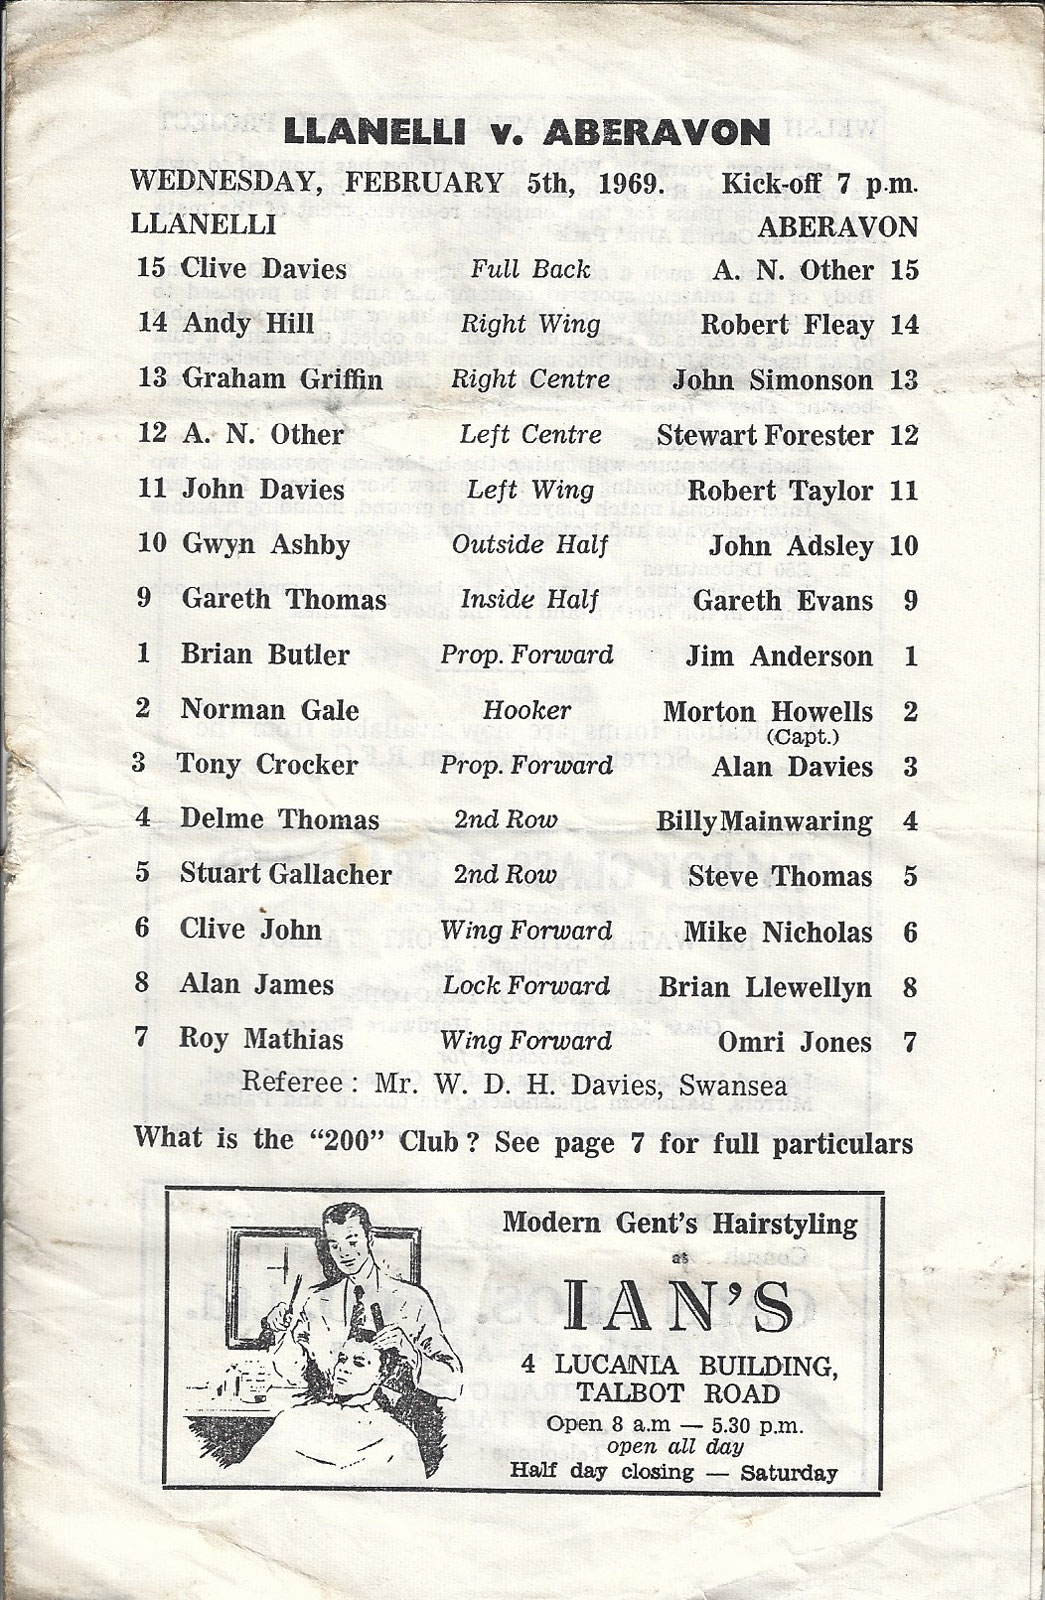 LLANELLI v. ABERAVON
WEDNESDAY, FEBRUARY 5th, 1969. Kick-off 7 p.m.
LLANELLI ABERAVON
15 Clive Davies Full Back A. N. Other 15
14 Andy Hill Right Wing Robert Fleay 14
13 Graham Griffin Right Centre John Simonson 13
12 A. N. Other Left Centre Stewart Forester 12
11 John Davies Left Wing Robert Taylor 11
10 Gwyn Ashby Outside Half John Adsley 10
9 Gareth Thomas Inside Half Gareth Evans 9
1 Brian Butler Prop. Forward Jim Anderson 1
2 Norman Gale Hooker Morton Howells 2
(Capt.)
3 Tony Crocker Prop. Forward Alan Davies 3
4 Delme Thomas 2nd Row Billy Mainwaring 4
5 Stuart Gallacher 2nd Row Steve Thomas 5
6 Clive John Wing Forward Mike Nicholas 6
8 Alan James Lock Forward Brian Llewellyn 8
7 Roy Mathias Wing Forward Omri Jones 7
Referee : Mr. W. D. H. Davies, Swansea
What is the "200" Club ? See page 7 for full particulars
Modern Gent's Hairstyling
at
IAN'S
4 LUCANIA BUILDING,
TALBOT ROAD
Open 8 a.m — 5.30 p.m.
open all day
Half day closing — Saturday